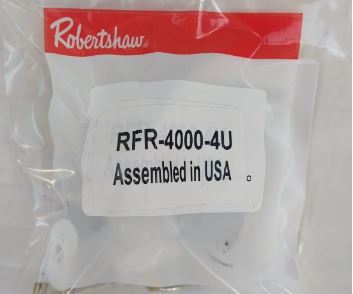 Robertshaw
RFR-4000-4U
Assembled in USA